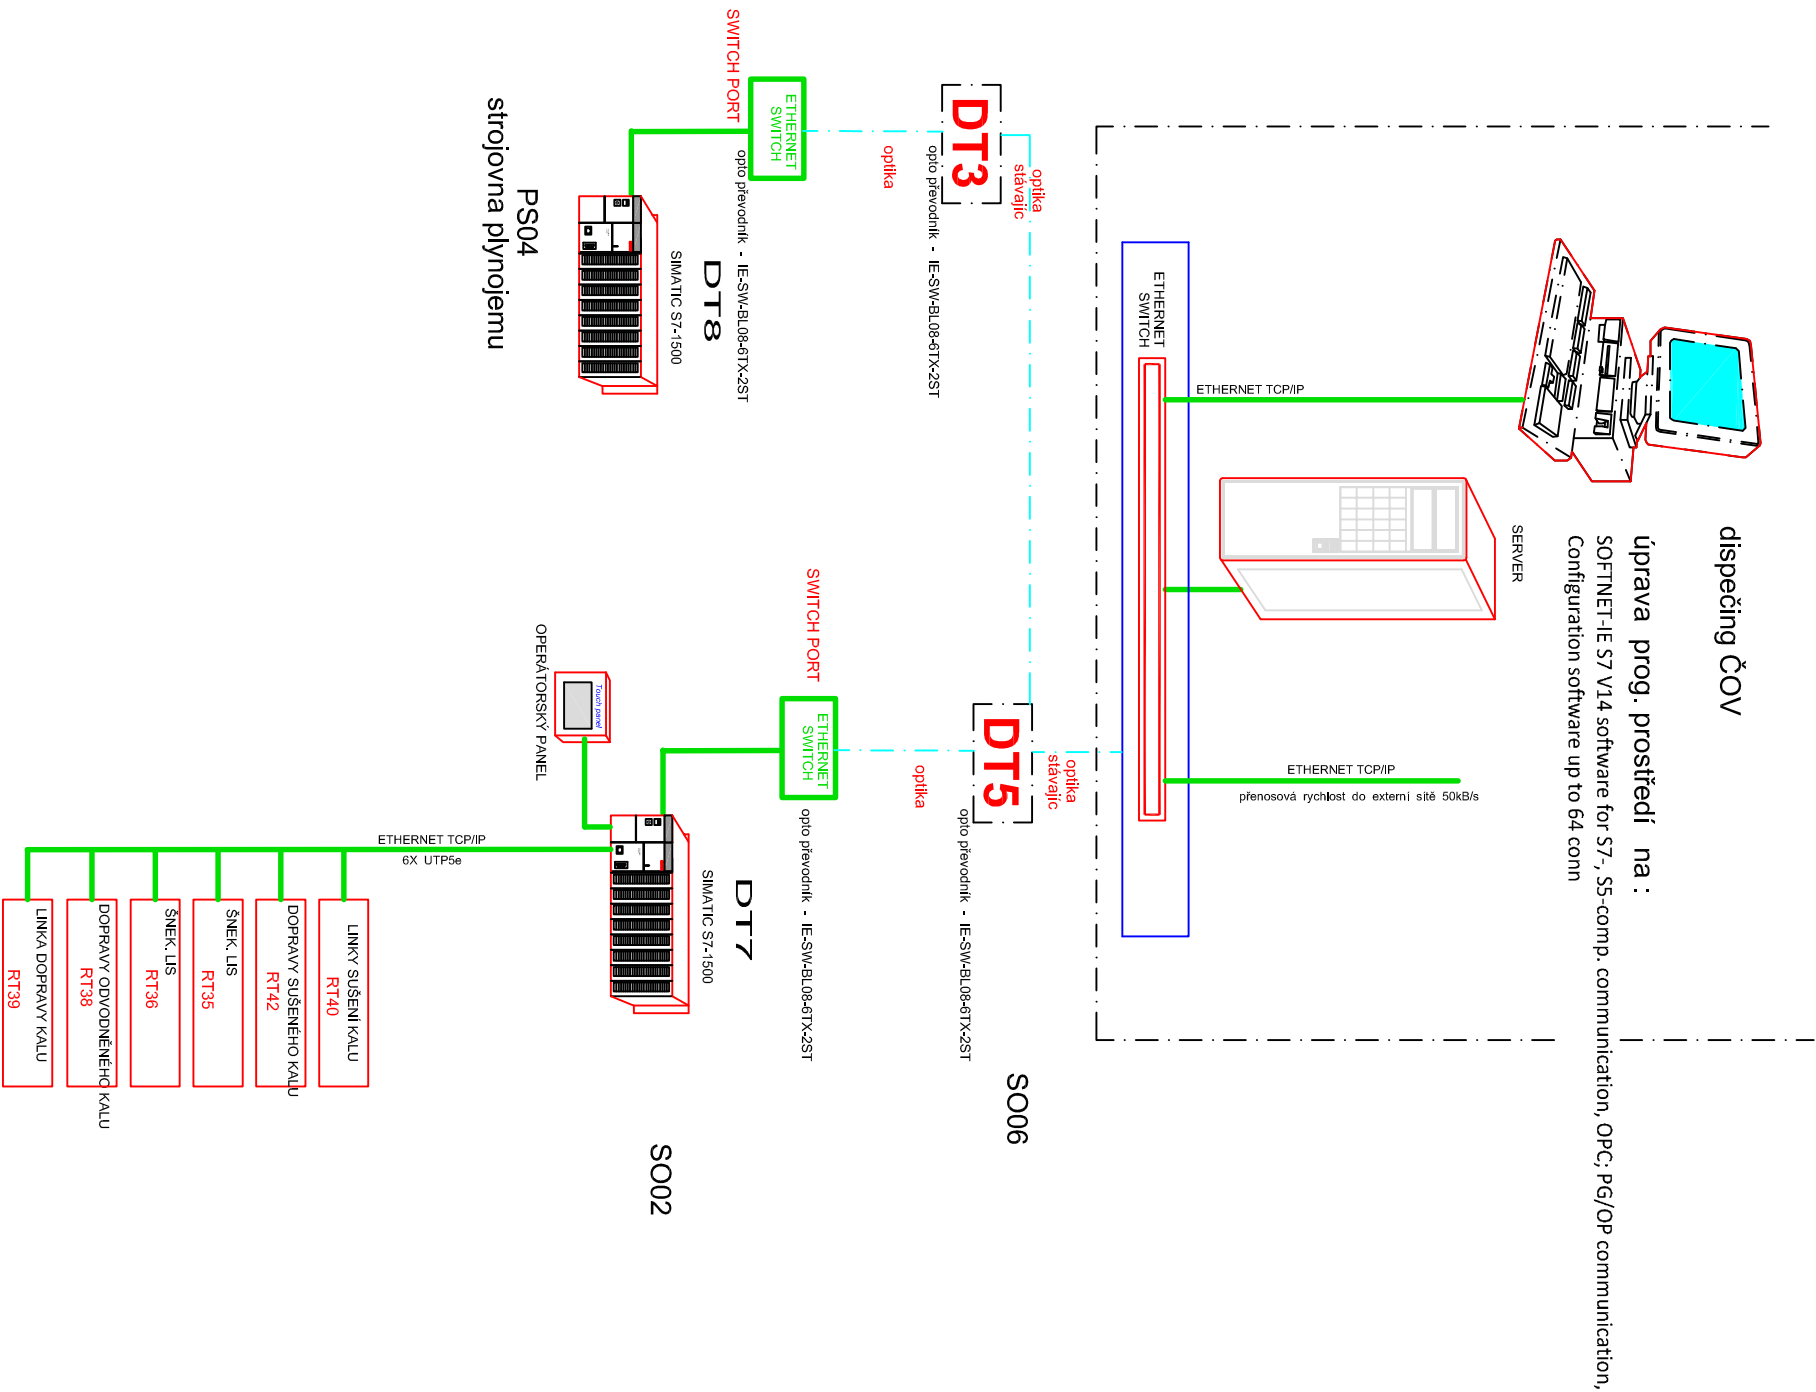 dispečing ČOV
úprava prog. prostředí na :
SOFTNET-IE S7 V14 software for S7-, S5-comp. communication, OPC; PG/OP communication,
Configuration software up to 64 conn
SERVER
ETHERNET TCP/IP
ETHERNET
SWITCH
ETHERNET TCP/IP
přenosová rychlost do externí sítě 50kB/s
optika
stávajíc
DT3
opto převodník - IE-SW-BL08-6TX-2ST
optika
optika
stávajíc
DT5
opto převodník - IE-SW-BL08-6TX-2ST
optika
SO06
ETHERNET
SWITCH
SWITCH PORT
opto převodník - IE-SW-BL08-6TX-2ST
DT8
SIMATIC S7-1500
PS04
strojovna plynojemu
SWITCH PORT
ETHERNET
SWITCH
opto převodník - IE-SW-BL08-6TX-2ST
DT7
SIMATIC S7-1500
SO02
Touch panel
OPERÁTORSKÝ PANEL
ETHERNET TCP/IP
6X UTP5e
LINKY SUŠENÍ KALU
RT40
DOPRAVY SUŠENÉHO KALU
RT42
ŠNEK. LIS
RT35
ŠNEK. LIS
RT36
DOPRAVY ODVODNĚNÉHO KALU
RT38
LINKA DOPRAVY KALU
RT39